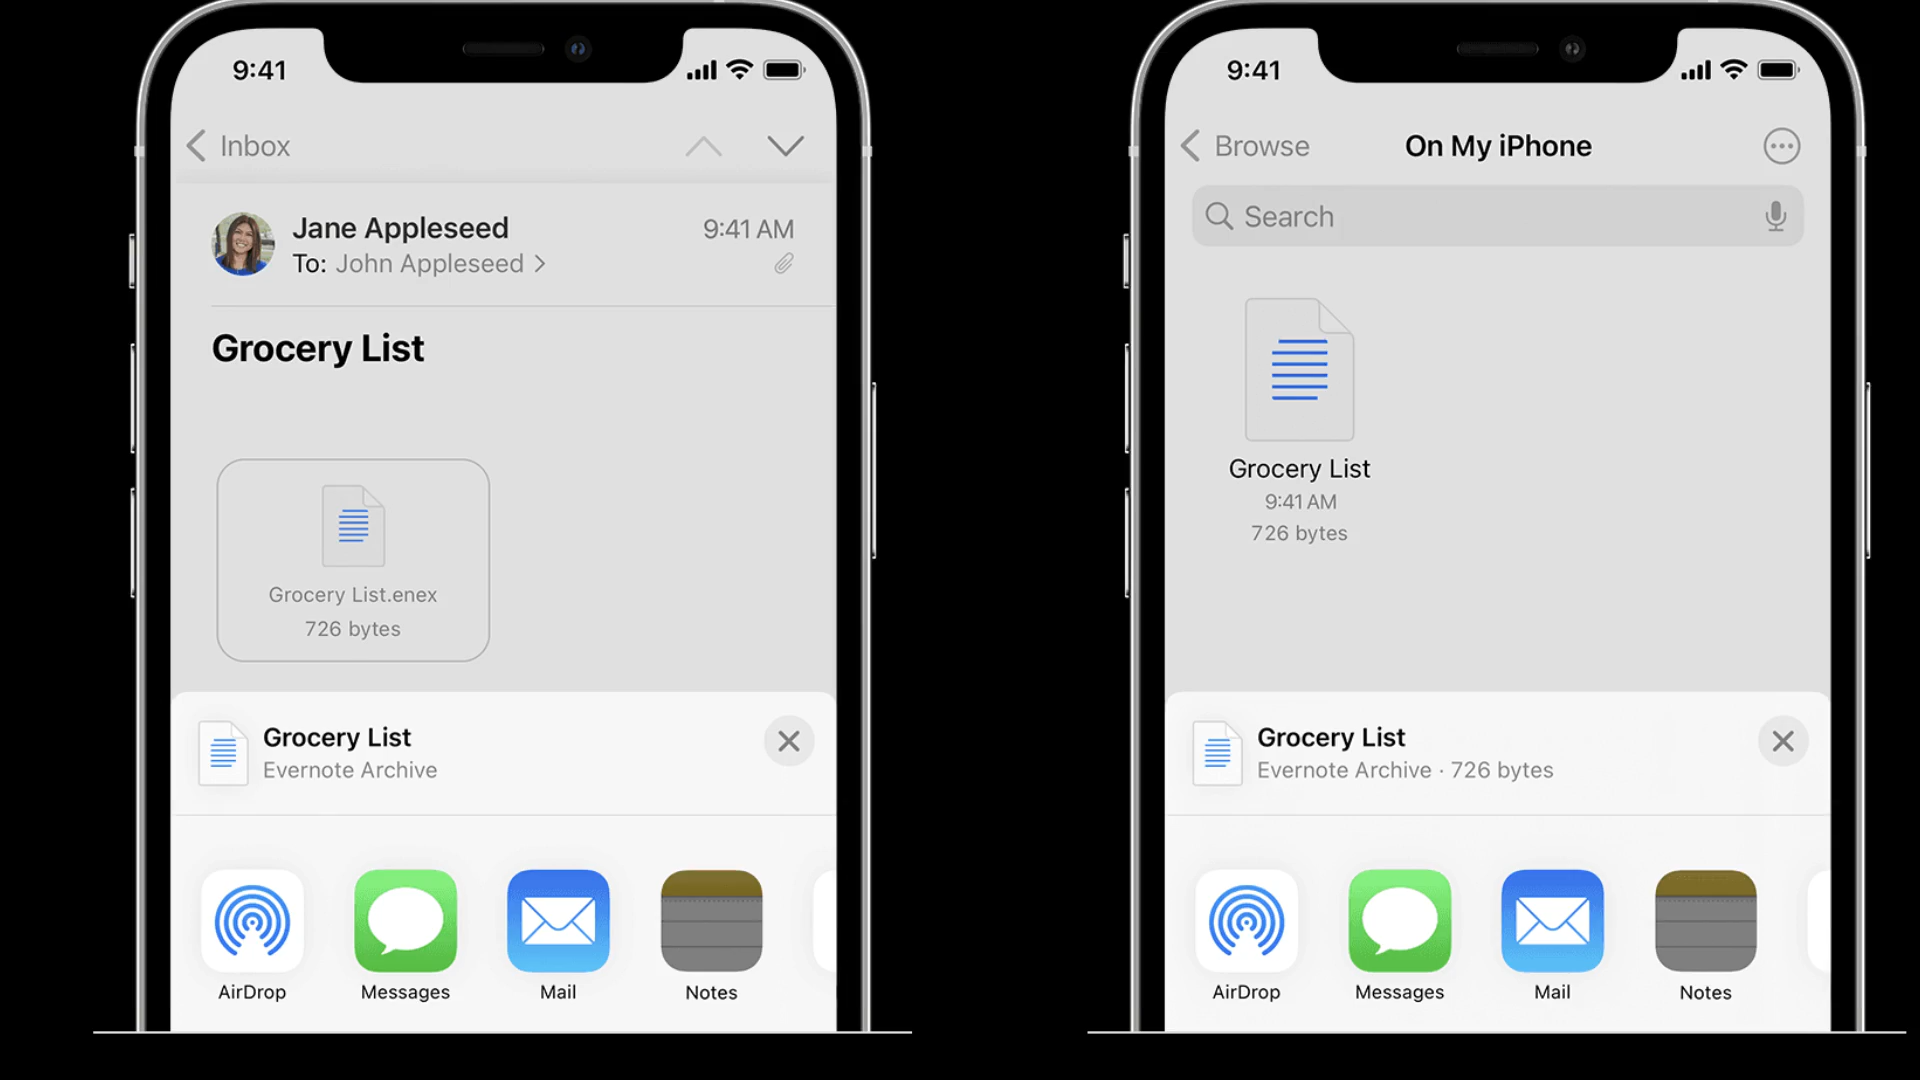 9:41
Inbox
Jane Appleseed
9:41 AM
To: John Appleseed
Grocery List
Grocery List.enex
726 bytes
Grocery List
Evernote Archive
AirDrop
Messages
Mail
Notes
9:41
Browse
On My iPhone
Search
Grocery List
9:41 AM
726 bytes
Grocery List
Evernote Archive · 726 bytes
AirDrop
Messages
Mail
Notes